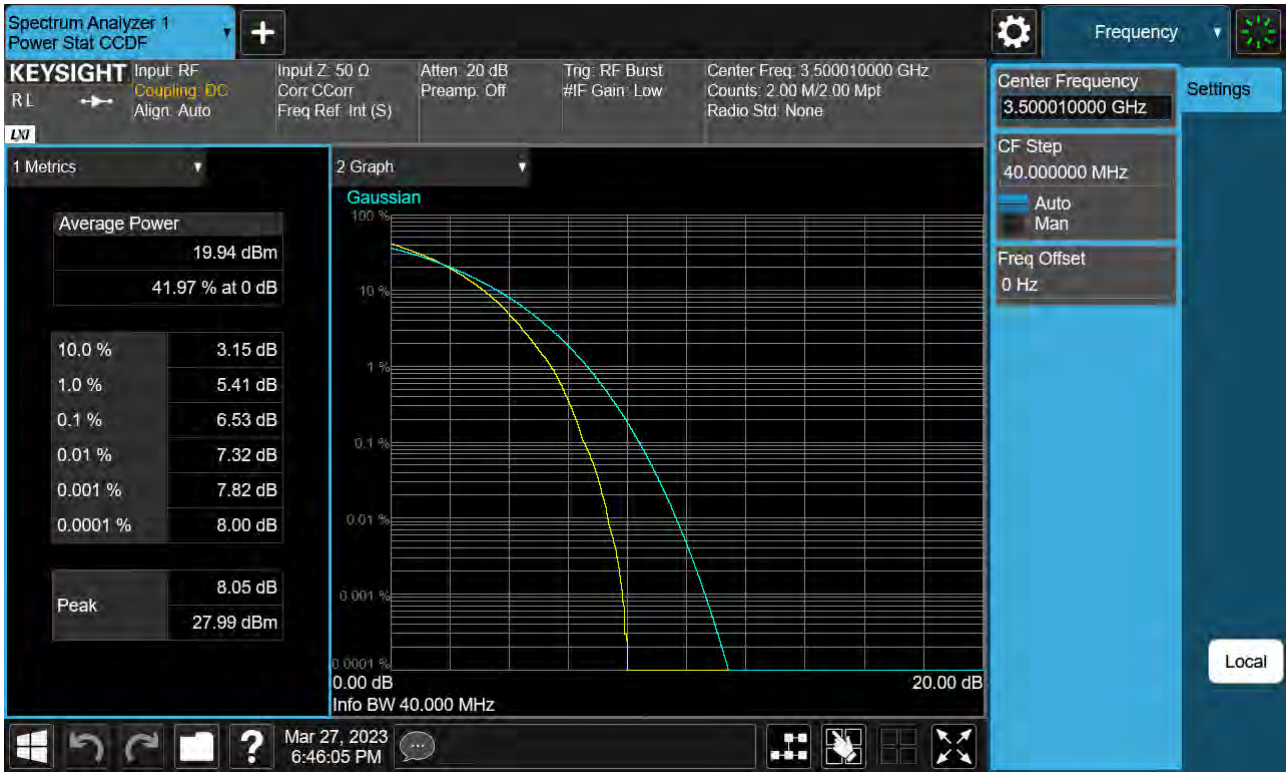 Spectrum Analyzer 1
Power Stat CCDF
+
Frequency
KEYSIGHT
RL
LXI
Input: RF
Coupling: DC
Align: Auto
Input Z: 50 Ω
Corr CCorr
Freq Ref: Int (S)
Atten: 20 dB
Preamp: Off
Trig: RF Burst
#IF Gain: Low
Center Freq: 3.500010000 GHz
Counts: 2.00 M/2.00 Mpt
Radio Std: None
Center Frequency
3.500010000 GHz
Settings
CF Step
40.000000 MHz
Auto
Man
Freq Offset
0 Hz
1 Metrics
Average Power
19.94 dBm
41.97 % at 0 dB
10.0 % 3.15 dB
1.0 % 5.41 dB
0.1 % 6.53 dB
0.01 % 7.32 dB
0.001 % 7.82 dB
0.0001 % 8.00 dB
Peak
8.05 dB
27.99 dBm
2 Graph
Gaussian
100 %
10 %
1 %
0.1 %
0.01 %
0.001 %
0.0001 %
0.00 dB 20.00 dB
Info BW 40.000 MHz
Local
?
Mar 27, 2023
6:46:05 PM